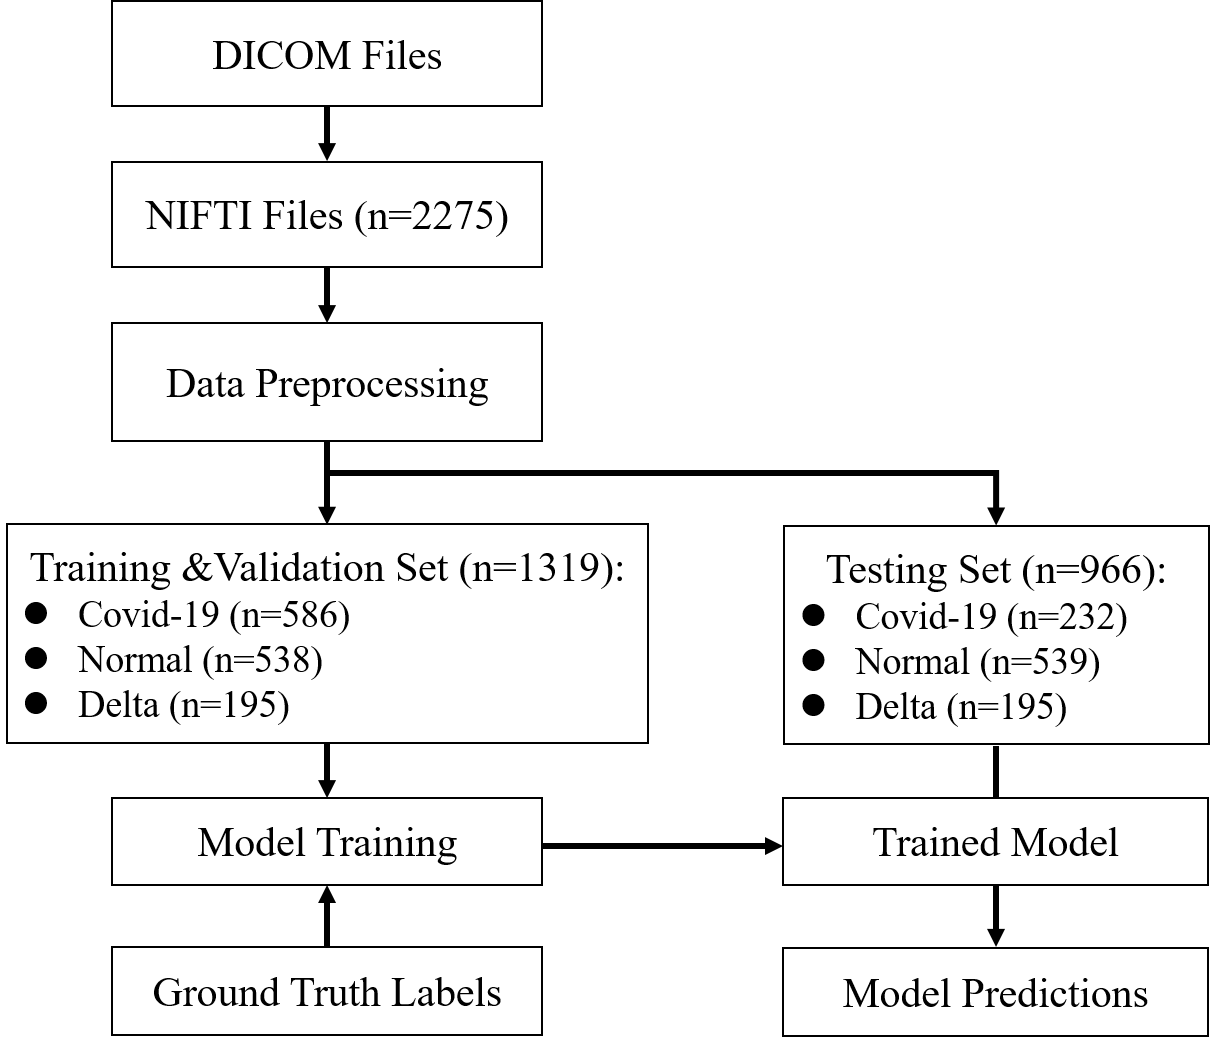 DICOM Files
NIFTI Files (n=2275)
Data Preprocessing
Training &Validation Set (n=1319):
● Covid-19 (n=586)
● Normal (n=538)
● Delta (n=195)
Testing Set (n=966):
● Covid-19 (n=232)
● Normal (n=539)
● Delta (n=195)
Model Training
Trained Model
Ground Truth Labels
Model Predictions